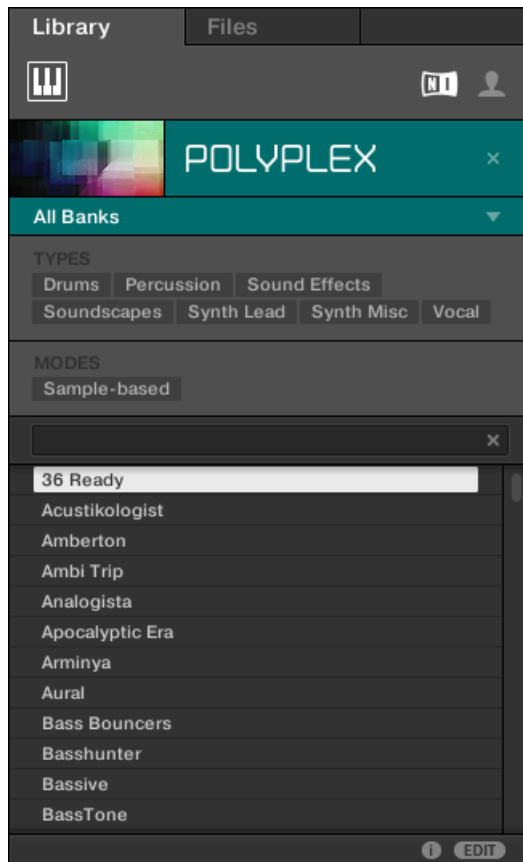 Library Files
NI
POLYPLEX ×
All Banks
TYPES
Drums Percussion Sound Effects
Soundscapes Synth Lead Synth Misc Vocal
MODES
Sample-based
×
36 Ready
Acustikologist
Amberton
Ambi Trip
Analogista
Apocalyptic Era
Arminya
Aural
Bass Bouncers
Basshunter
Bassive
BassTone
i EDIT